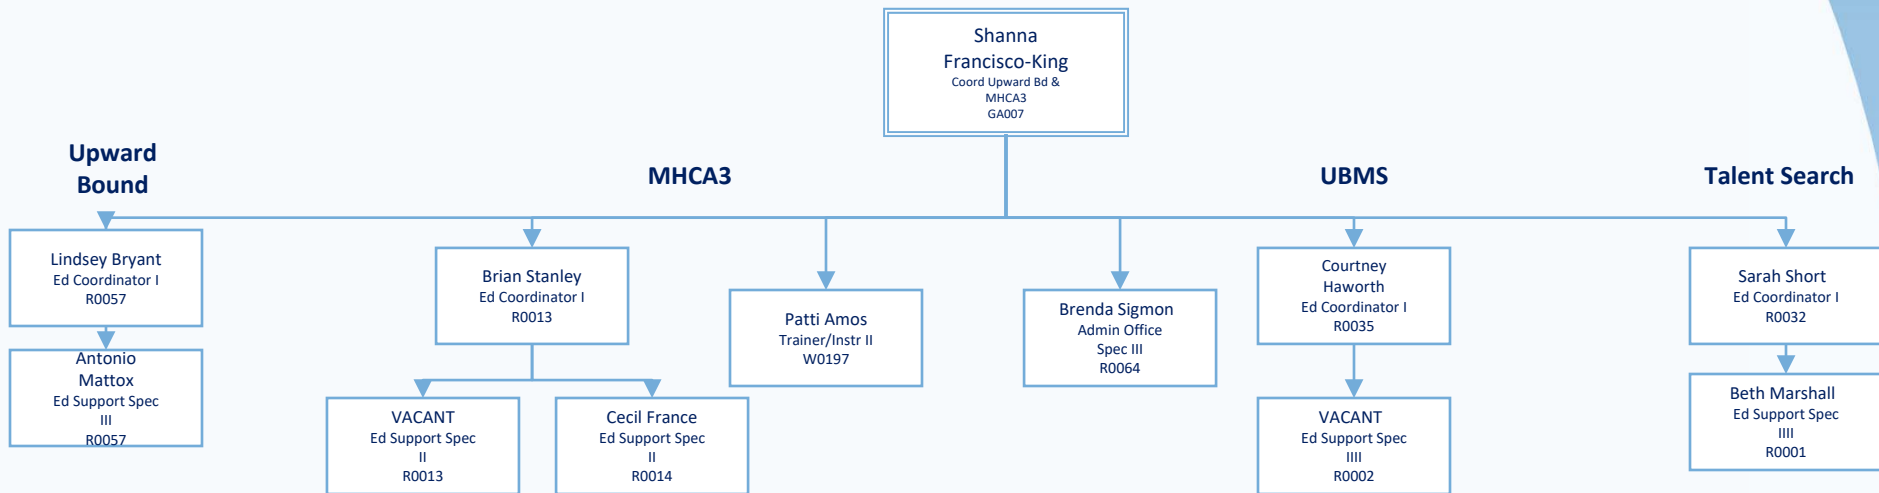 Shanna
Francisco-King
Coord Upward Bd &
MHCA3
GA007
Upward
Bound
MHCA3
UBMS
Talent Search
Lindsey Bryant
Ed Coordinator I
R0057
Antonio
Mattox
Ed Support Spec
III
R0057
Brian Stanley
Ed Coordinator I
R0013
VACANT
Ed Support Spec
II
R0013
Cecil France
Ed Support Spec
II
R0014
Patti Amos
Trainer/Instr II
W0197
Brenda Sigmon
Admin Office
Spec III
R0064
Courtney
Haworth
Ed Coordinator I
R0035
VACANT
Ed Support Spec
IIII
R0002
Sarah Short
Ed Coordinator I
R0032
Beth Marshall
Ed Support Spec
IIII
R0001